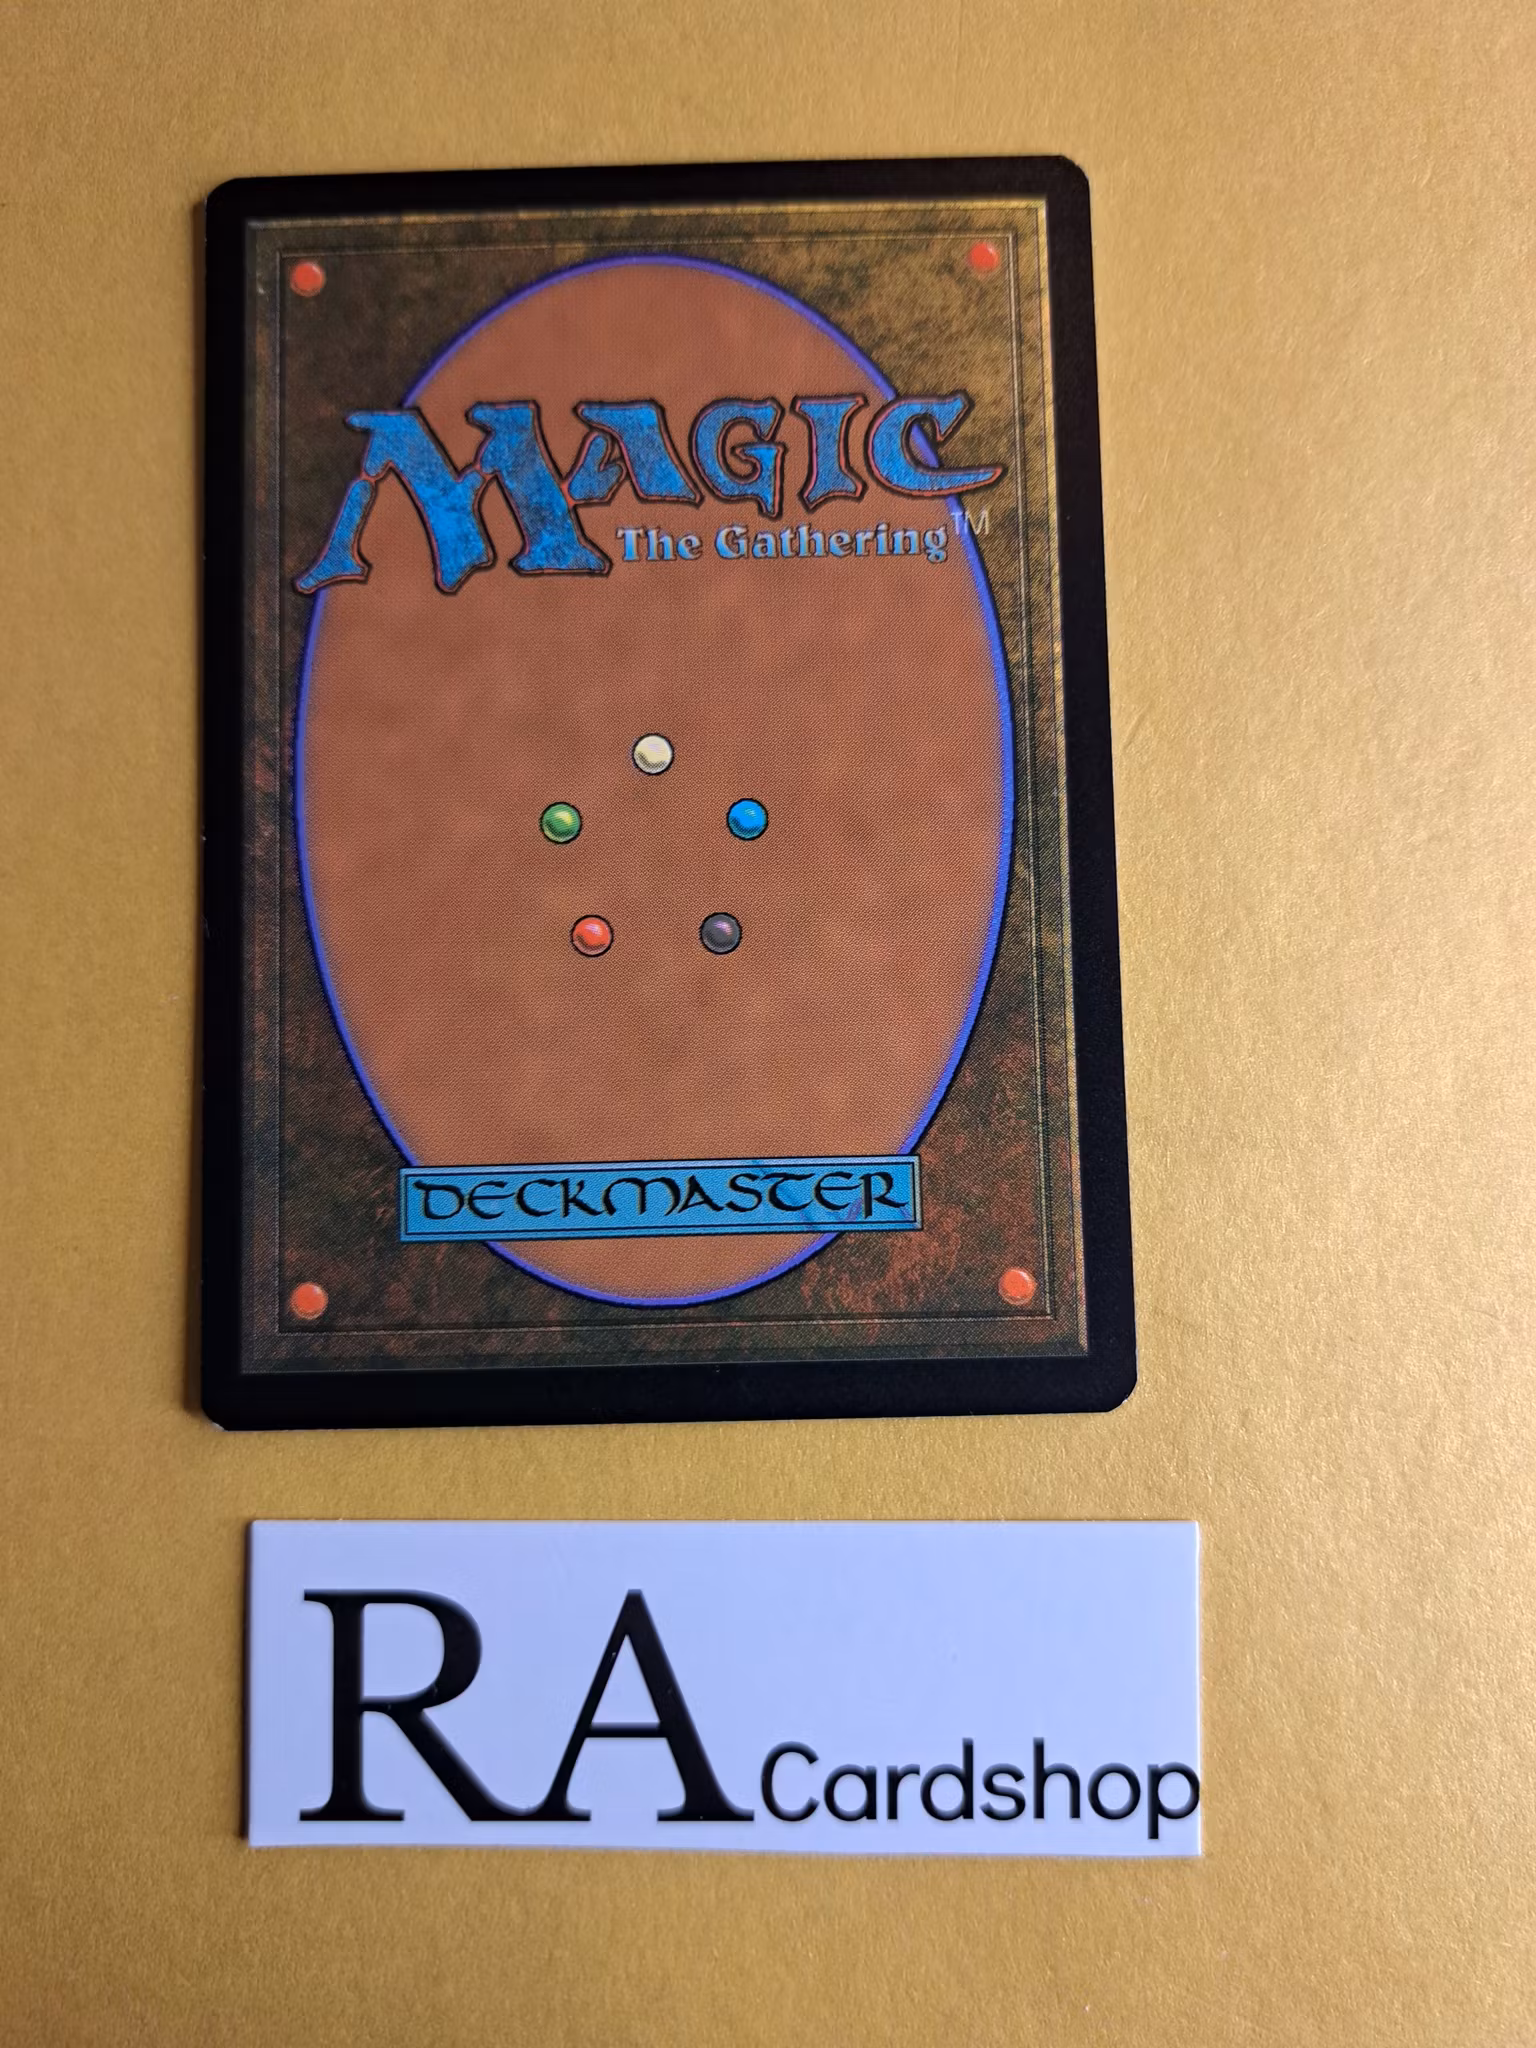 MAGIC
The Gathering™
DECKMASTER
RA Cardshop